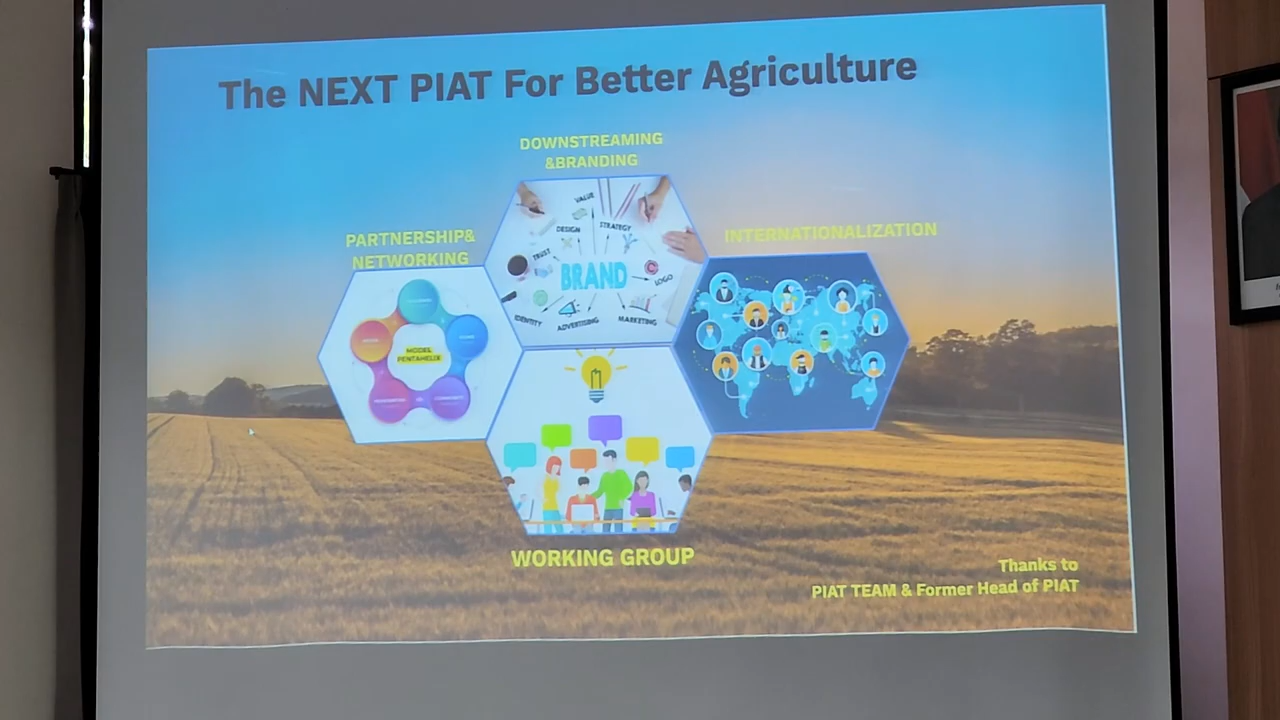 The NEXT PIAT For Better Agriculture
DOWNSTREAMING
&BRANDING
PARTNERSHIP&
NETWORKING
INTERNATIONALIZATION
VALUE
DESIGN
STRATEGY
TRUST
BRAND
LOGO
IDENTITY
ADVERTISING
MARKETING
MODEL
PENTAHELIX
WORKING GROUP
Thanks to
PIAT TEAM & Former Head of PIAT